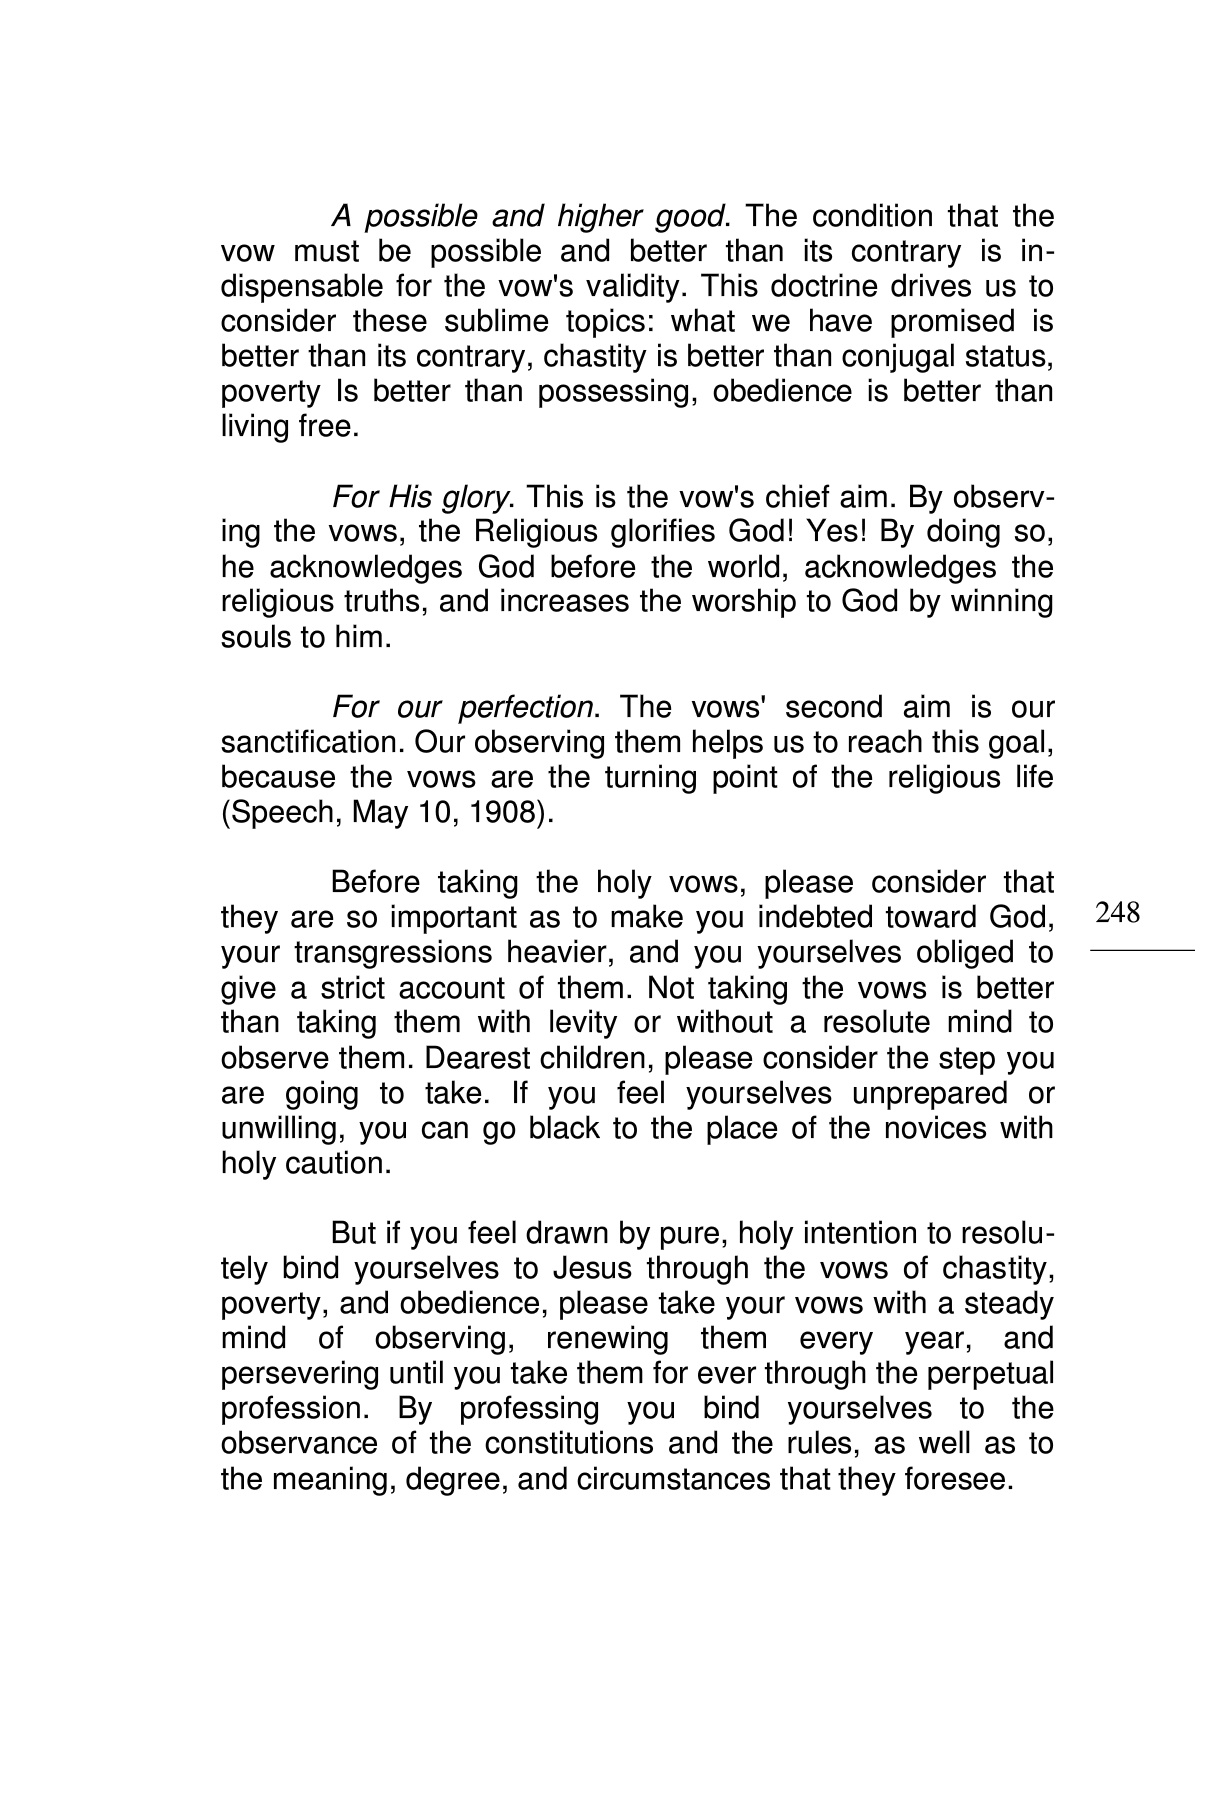 A possible and higher good. The condition that the
vow must be possible and better than its contrary is in-
dispensable for the vow's validity. This doctrine drives us to
consider these sublime topics: what we have promised is
better than its contrary, chastity is better than conjugal status,
poverty Is better than possessing, obedience is better than
living free.
For His glory. This is the vow's chief aim. By observ-
ing the vows, the Religious glorifies God! Yes! By doing so,
he acknowledges God before the world, acknowledges the
religious truths, and increases the worship to God by winning
souls to him.
For our perfection. The vows' second aim is our
sanctification. Our observing them helps us to reach this goal,
because the vows are the turning point of the religious life
(Speech, May 10, 1908).
Before taking the holy vows, please consider that
they are so important as to make you indebted toward God,
your transgressions heavier, and you yourselves obliged to
give a strict account of them. Not taking the vows is better
than taking them with levity or without a resolute mind to
observe them. Dearest children, please consider the step you
are going to take. If you feel yourselves unprepared or
unwilling, you can go black to the place of the novices with
holy caution.
But if you feel drawn by pure, holy intention to resolu-
tely bind yourselves to Jesus through the vows of chastity,
poverty, and obedience, please take your vows with a steady
mind of observing, renewing them every year, and
persevering until you take them for ever through the perpetual
profession. By professing you bind yourselves to the
observance of the constitutions and the rules, as well as to
the meaning, degree, and circumstances that they foresee.
248